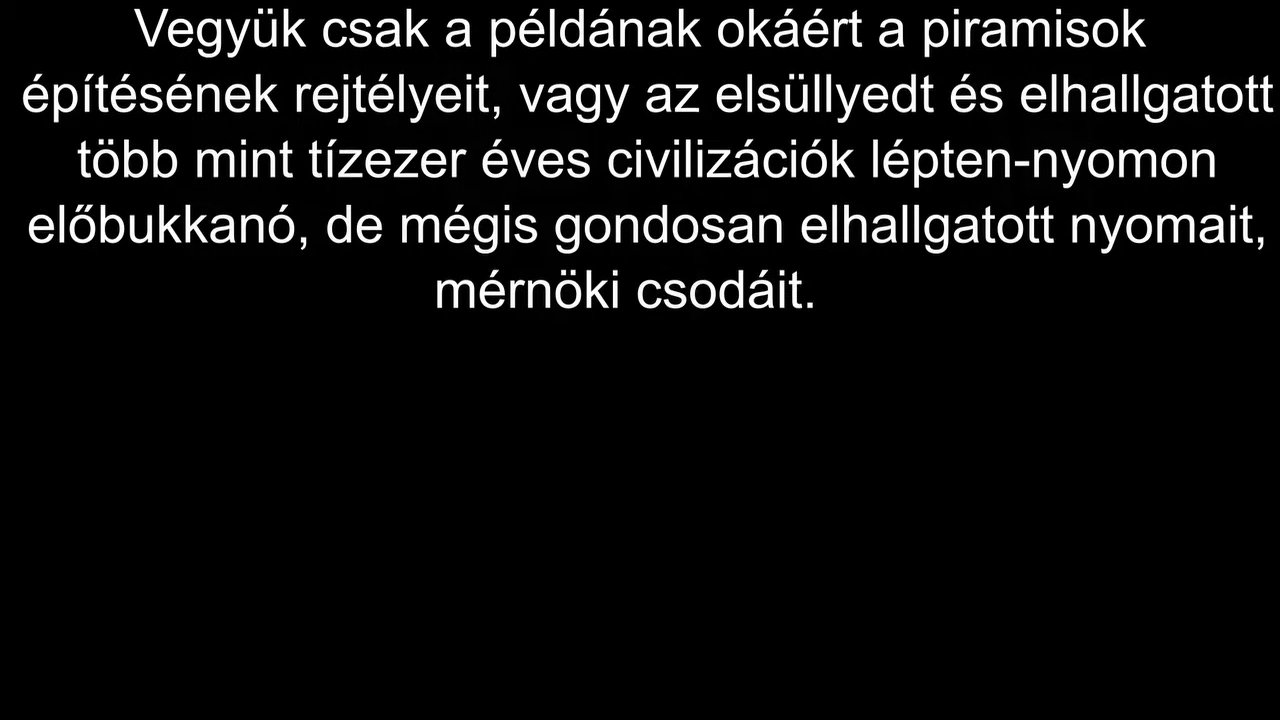 Vegyük csak a példának okáért a piramisok
építésének rejtélyeit, vagy az elsüllyedt és elhallgatott
több mint tízezer éves civilizációk lépten-nyomon
előbukkanó, de mégis gondosan elhallgatott nyomait,
mérnöki csodáit.